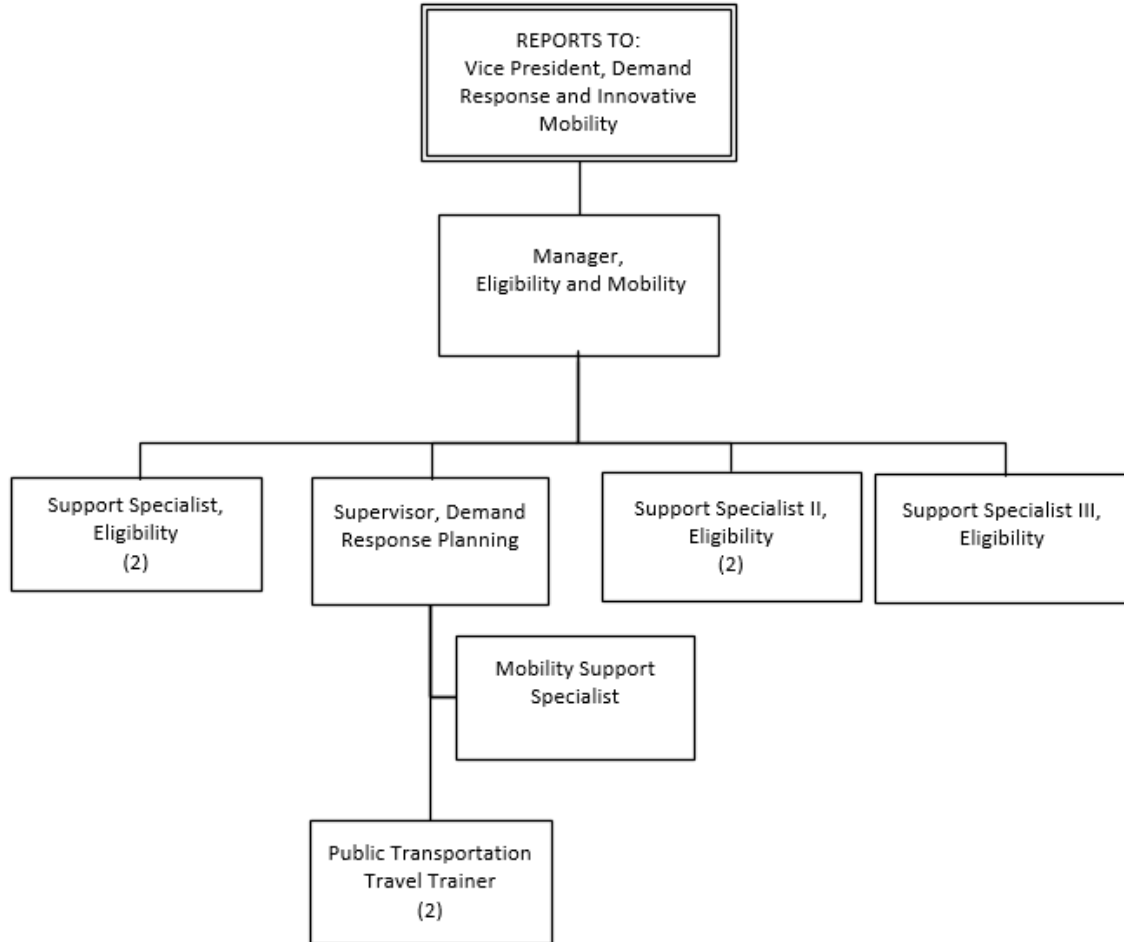 REPORTS TO:
Vice President, Demand
Response and Innovative
Mobility
Manager,
Eligibility and Mobility
Support Specialist,
Eligibility
(2)
Supervisor, Demand
Response Planning
Support Specialist II,
Eligibility
(2)
Support Specialist III,
Eligibility
Mobility Support
Specialist
Public Transportation
Travel Trainer
(2)